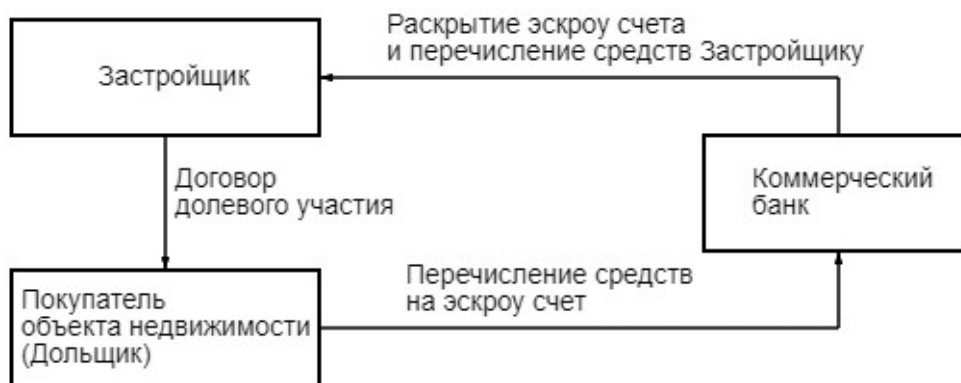 Раскрытие эскроу счета
и перечисление средств Застройщику
Застройщик
Договор
долевого участия
Коммерческий
банк
Покупатель
объекта недвижимости
(Дольщик)
Перечисление средств
на эскроу счет